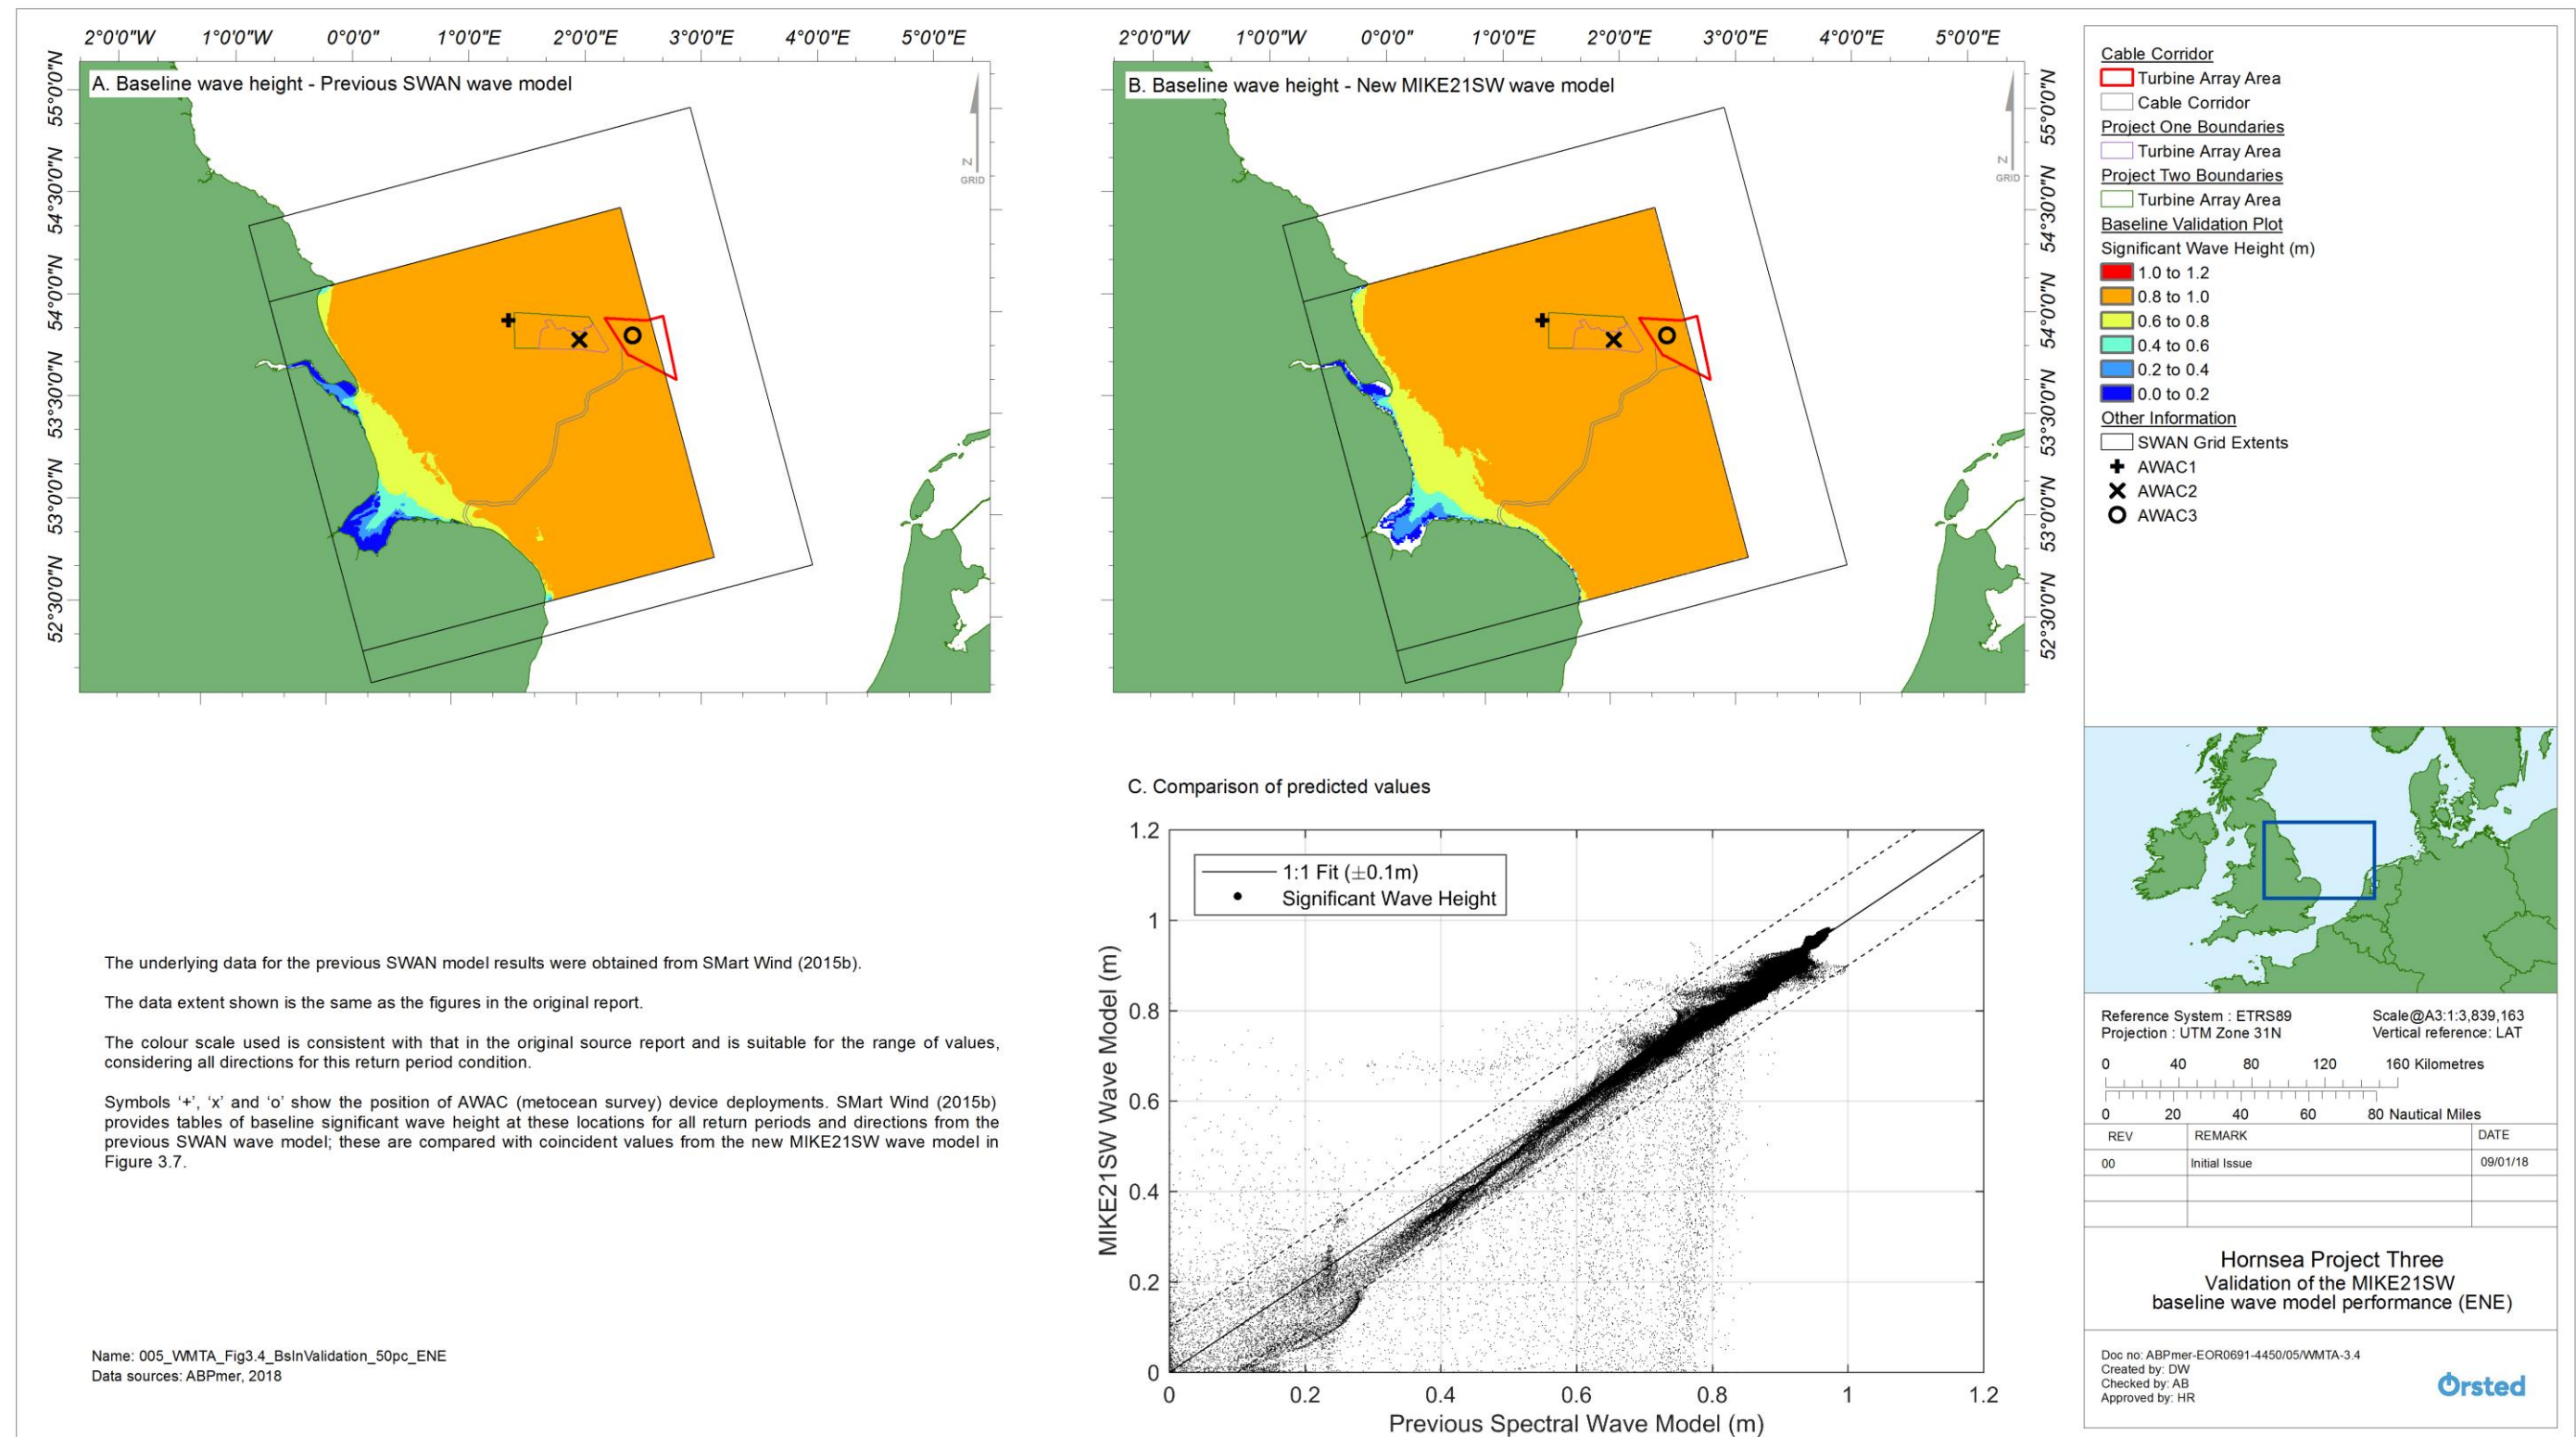 2°0'0"W 1°0'0"W 0°0'0" 1°0'0"E 2°0'0"E 3°0'0"E 4°0'0"E 5°0'0"E
A. Baseline wave height - Previous SWAN wave model
55°0'0"N
54°30'0"N
54°0'0"N
53°30'0"N
53°0'0"N
52°30'0"N
N
GRID
2°0'0"W 1°0'0"W 0°0'0" 1°0'0"E 2°0'0"E 3°0'0"E 4°0'0"E 5°0'0"E
B. Baseline wave height - New MIKE21SW wave model
N
GRID
55°0'0"N
54°30'0"N
54°0'0"N
53°30'0"N
53°0'0"N
52°30'0"N
Cable Corridor
Turbine Array Area
Cable Corridor
Project One Boundaries
Turbine Array Area
Project Two Boundaries
Turbine Array Area
Baseline Validation Plot
Significant Wave Height (m)
1.0 to 1.2
0.8 to 1.0
0.6 to 0.8
0.4 to 0.6
0.2 to 0.4
0.0 to 0.2
Other Information
SWAN Grid Extents
AWAC1
AWAC2
AWAC3
The underlying data for the previous SWAN model results were obtained from SMart Wind (2015b).
The data extent shown is the same as the figures in the original report.
The colour scale used is consistent with that in the original source report and is suitable for the range of values,
considering all directions for this return period condition.
Symbols '+', 'x' and 'o' show the position of AWAC (metocean survey) device deployments. SMart Wind (2015b)
provides tables of baseline significant wave height at these locations for all return periods and directions from the
previous SWAN wave model; these are compared with coincident values from the new MIKE21SW wave model in
Figure 3.7.
Name: 005_WMTA_Fig3.4_BslnValidation_50pc_ENE
Data sources: ABPmer, 2018
C. Comparison of predicted values
1.2
1
0.8
0.6
0.4
0.2
0
MIKE21SW Wave Model (m)
1:1 Fit (±0.1m)
Significant Wave Height
0 0.2 0.4 0.6 0.8 1 1.2
Previous Spectral Wave Model (m)
Reference System : ETRS89 Scale@A3:1:3,839,163
Projection : UTM Zone 31N Vertical reference: LAT
0 40 80 120 160 Kilometres
0 20 40 60 80 Nautical Miles
REV REMARK DATE
00 Initial Issue 09/01/18
Hornsea Project Three
Validation of the MIKE21SW
baseline wave model performance (ENE)
Doc no: ABPmer-EOR0691-4450/05/WMTA-3.4
Created by: DW
Checked by: AB
Approved by: HR
Ørsted